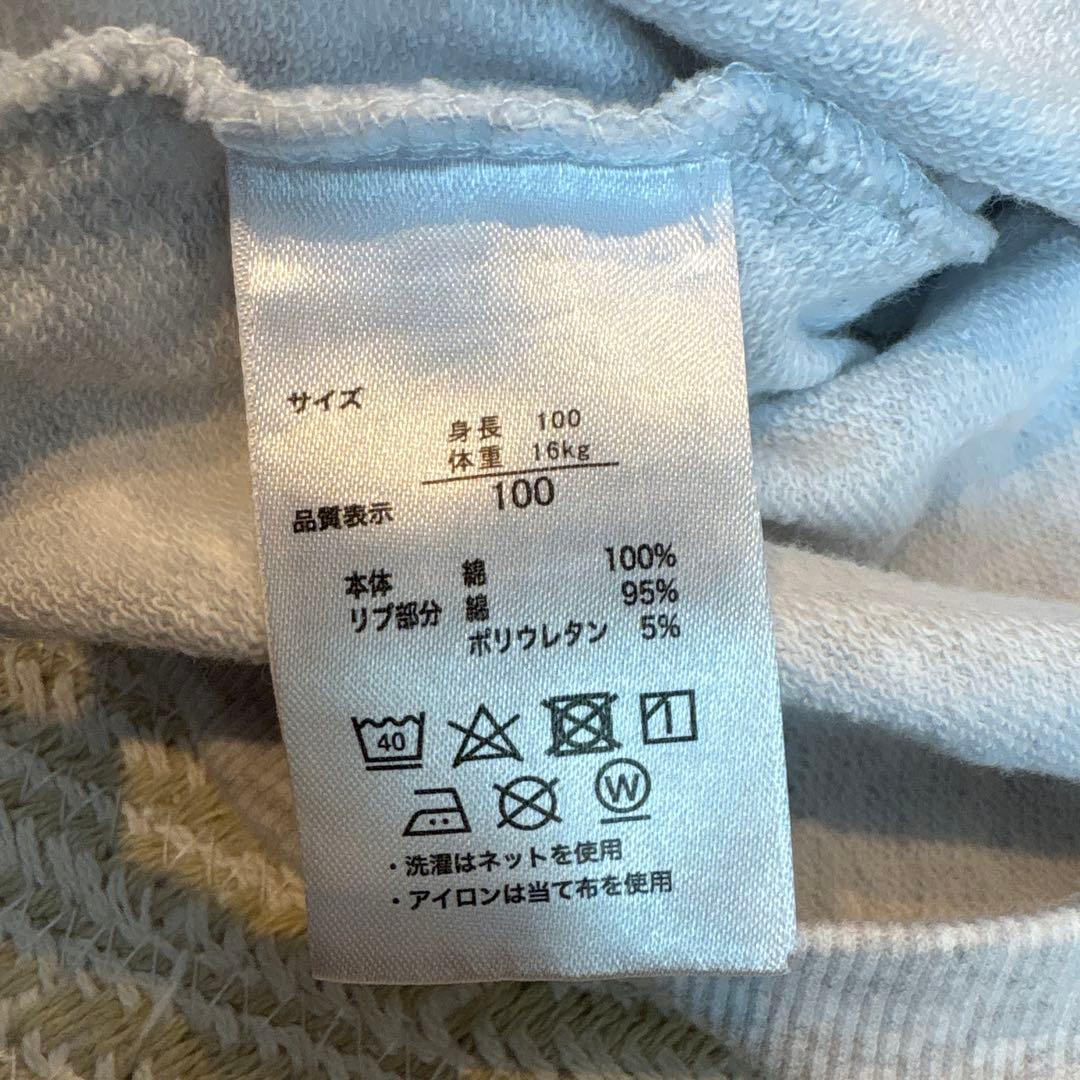 サイズ
身長 100
体重 16kg
100
品質表示
本体 綿 100%
リブ部分 綿 95%
ポリウレタン 5%
40
W
・洗濯はネットを使用
・アイロンは当て布を使用